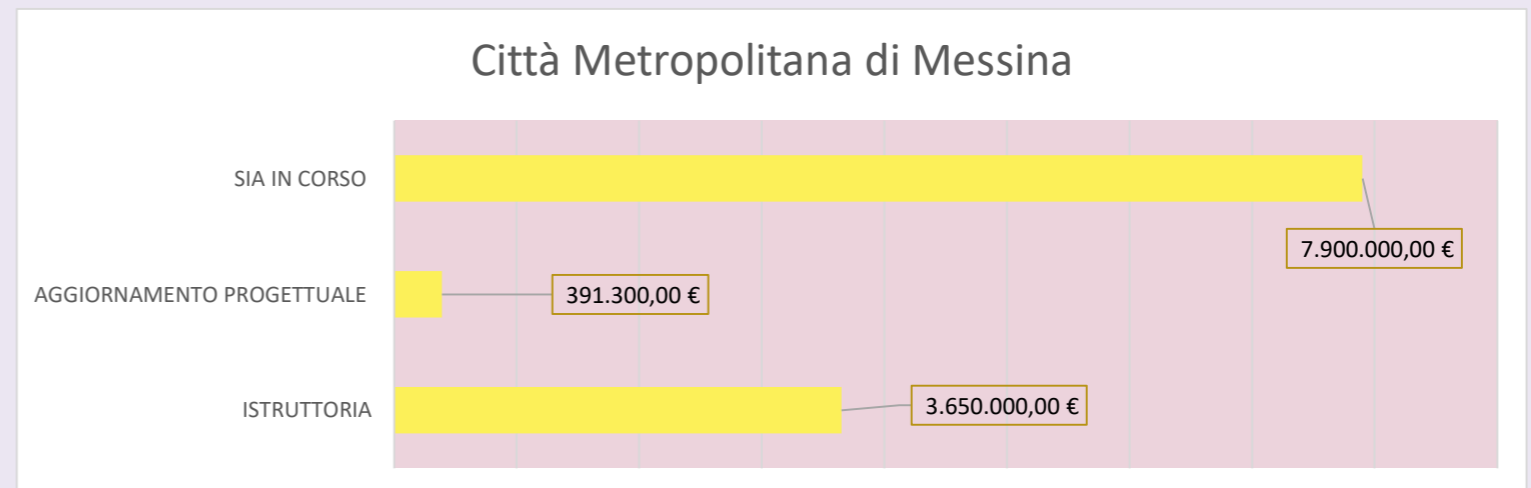 Città Metropolitana di Messina
SIA IN CORSO
7.900.000,00 €
AGGIORNAMENTO PROGETTUALE
391.300,00 €
ISTRUTTORIA
3.650.000,00 €